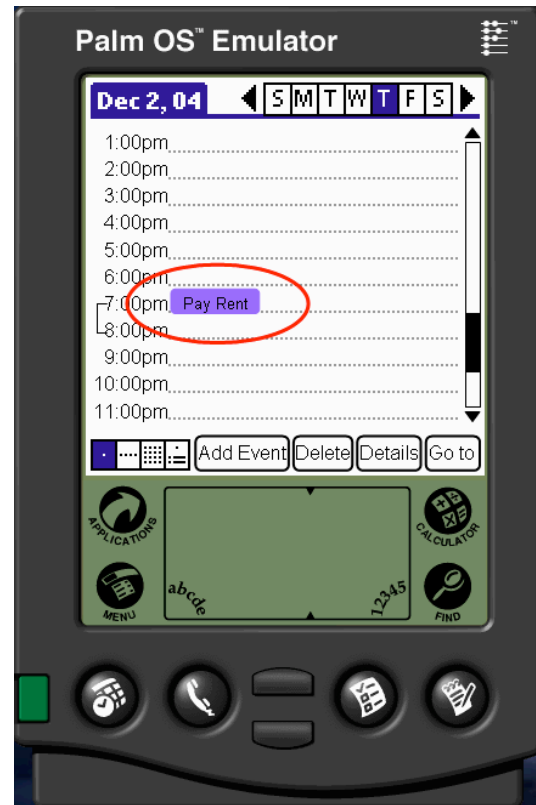 Palm OS™ Emulator
Dec 2, 04 S M T W T F S
1:00pm
2:00pm
3:00pm
4:00pm
5:00pm
6:00pm
7:00pm Pay Rent
8:00pm
9:00pm
10:00pm
11:00pm
Add Event Delete Details Go to
APPLICATIONS
CALCULATOR
MENU
abcde
12345
FIND